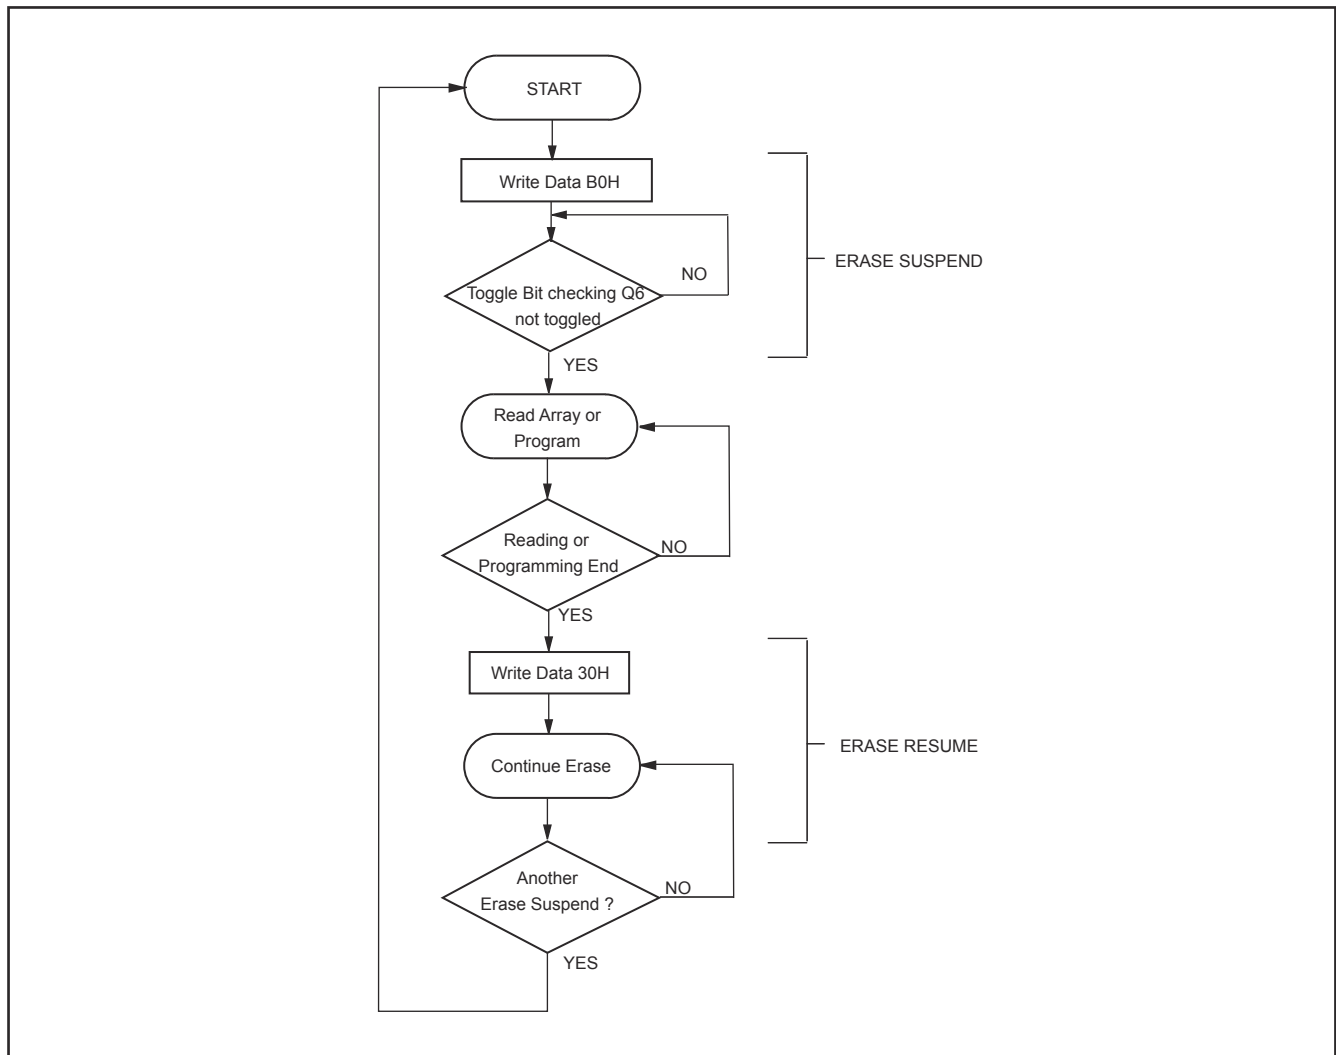 START
Write Data B0H
ERASE SUSPEND
NO
Toggle Bit checking Q6
not toggled
YES
Read Array or
Program
Reading or
Programming End
NO
YES
Write Data 30H
ERASE RESUME
Continue Erase
Another
Erase Suspend ?
NO
YES